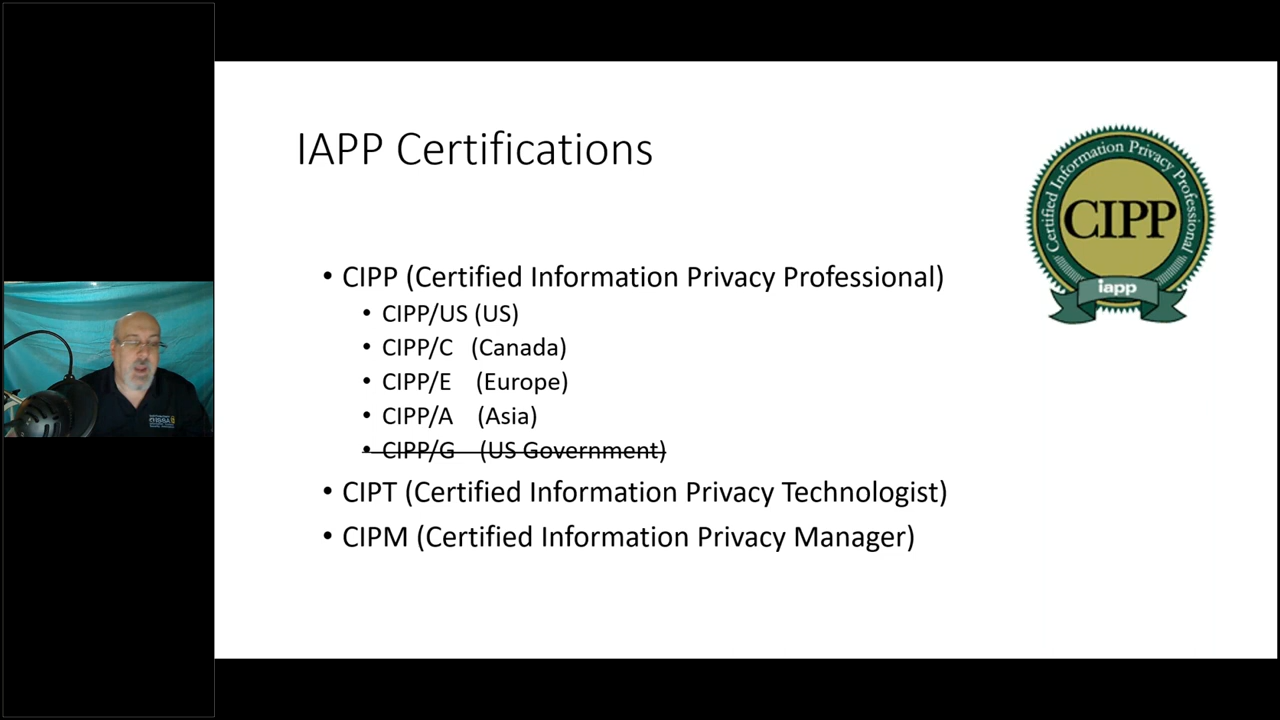 IAPP Certifications
• CIPP (Certified Information Privacy Professional)
• CIPP/US (US)
• CIPP/C (Canada)
• CIPP/E (Europe)
• CIPP/A (Asia)
• CIPP/G (US Government)
• CIPT (Certified Information Privacy Technologist)
• CIPM (Certified Information Privacy Manager)
Certified Information Privacy Professional
CIPP
iapp